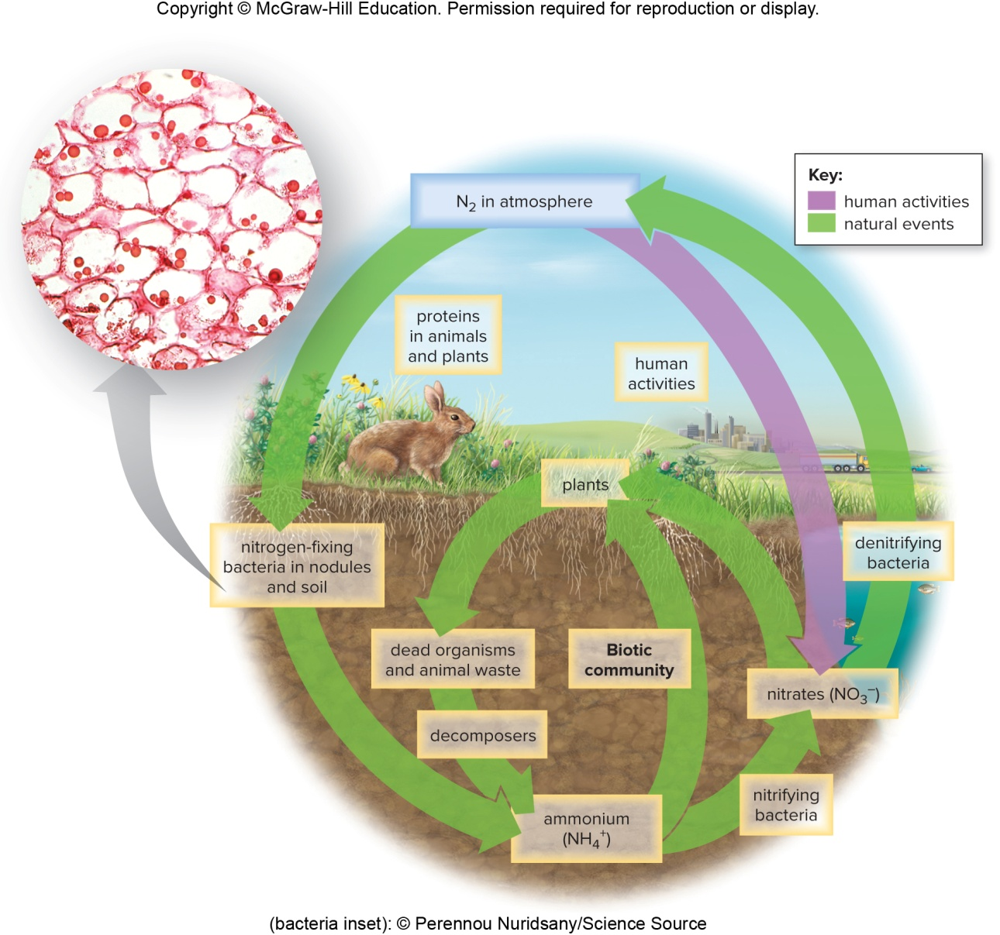 Copyright © McGraw-Hill Education. Permission required for reproduction or display.
N₂ in atmosphere
Key:
human activities
natural events
proteins
in animals
and plants
human
activities
plants
nitrogen-fixing
bacteria in nodules
and soil
denitrifying
bacteria
dead organisms
and animal waste
Biotic
community
nitrates (NO₃⁻)
decomposers
nitrifying
bacteria
ammonium
(NH₄⁺)
(bacteria inset): © Perennou Nuridsany/Science Source